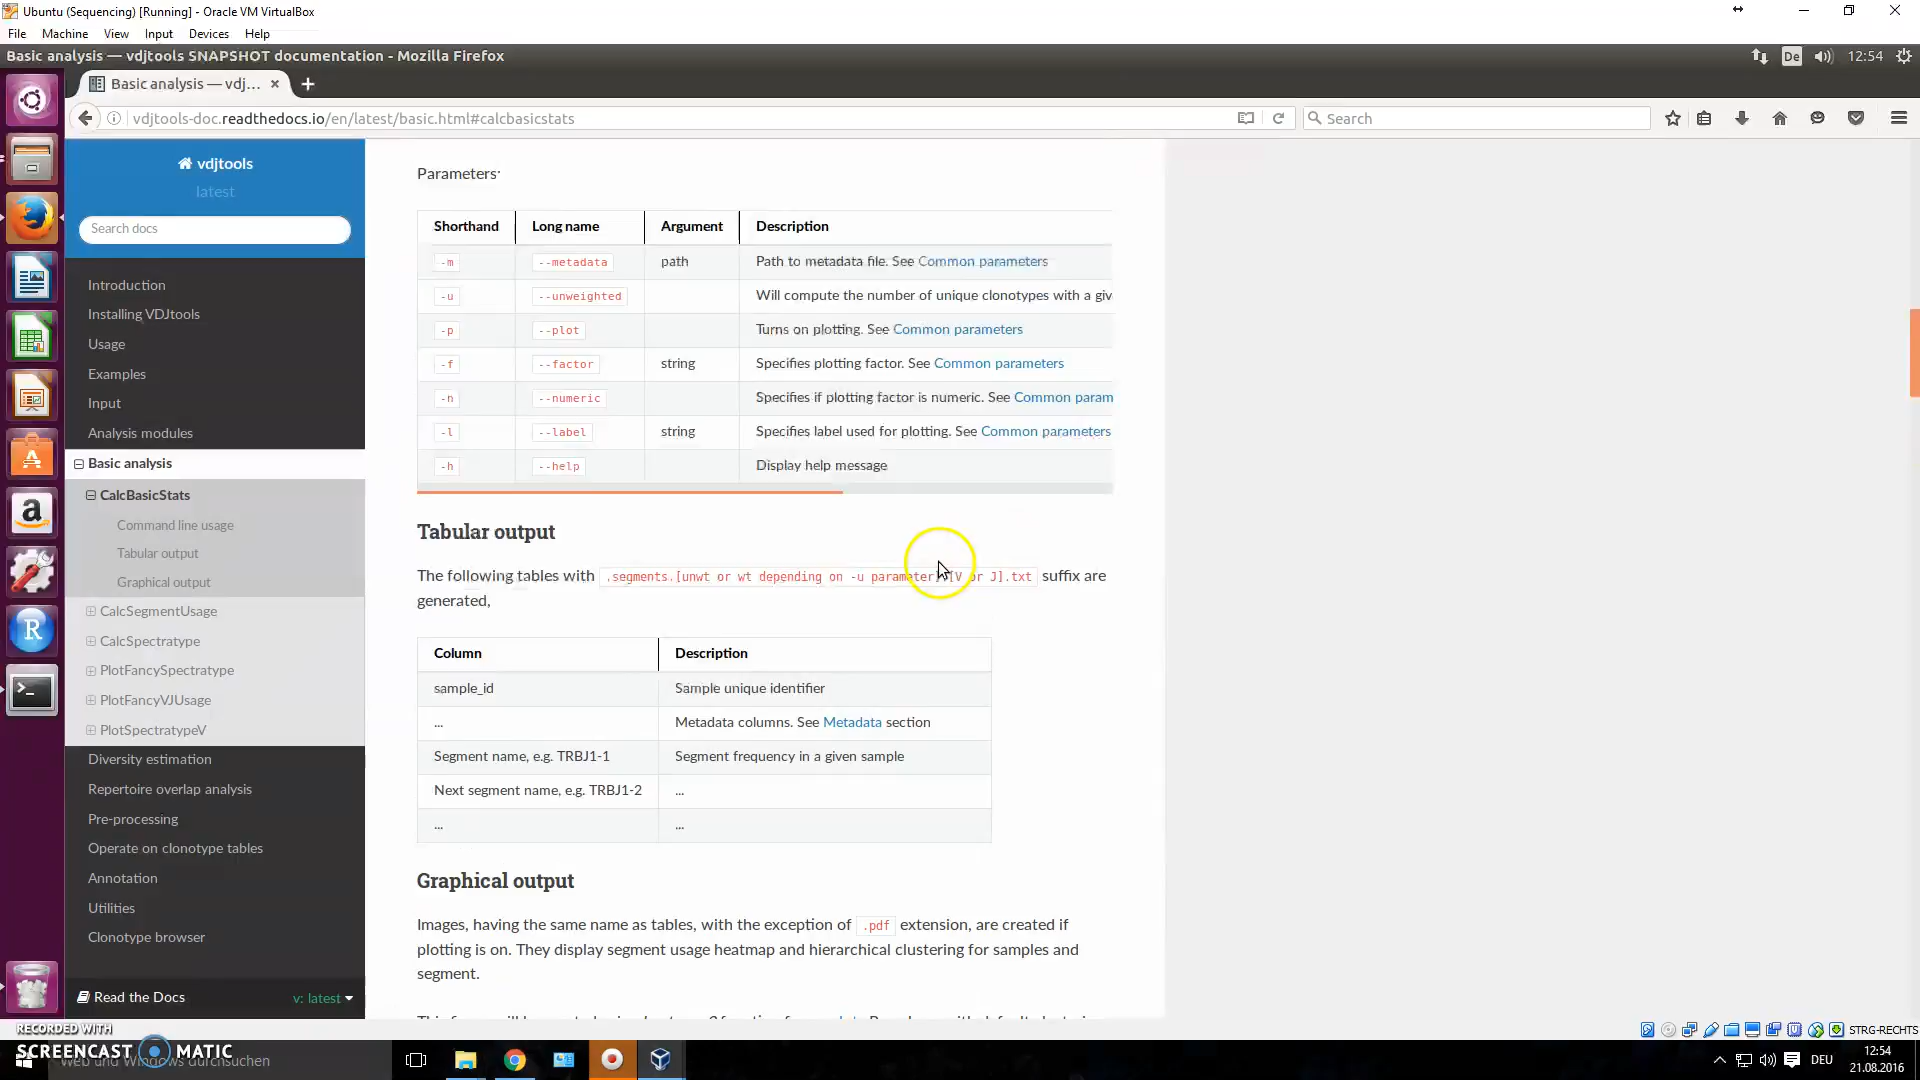 Ubuntu (Sequencing) [Running] - Oracle VM VirtualBox
File Machine View Input Devices Help
Basic analysis — vdjtools SNAPSHOT documentation - Mozilla Firefox
De 12:54
Basic analysis — vdj... × +
vdjtools-doc.readthedocs.io/en/latest/basic.html#calcbasicstats
Search
vdjtools
latest
Search docs
Introduction
Installing VDJtools
Usage
Examples
Input
Analysis modules
Basic analysis
CalcBasicStats
Command line usage
Tabular output
Graphical output
CalcSegmentUsage
CalcSpectratype
PlotFancySpectratype
PlotFancyVJUsage
PlotSpectratypeV
Diversity estimation
Repertoire overlap analysis
Pre-processing
Operate on clonotype tables
Annotation
Utilities
Clonotype browser
Read the Docs v: latest
Parameters:
Shorthand Long name Argument Description
-m --metadata path Path to metadata file. See Common parameters
-u --unweighted Will compute the number of unique clonotypes with a giv
-p --plot Turns on plotting. See Common parameters
-f --factor string Specifies plotting factor. See Common parameters
-n --numeric Specifies if plotting factor is numeric. See Common param
-l --label string Specifies label used for plotting. See Common parameters
-h --help Display help message
Tabular output
The following tables with .segments.[unwt or wt depending on -u parameter].[V or J].txt suffix are
generated,
Column Description
sample_id Sample unique identifier
... Metadata columns. See Metadata section
Segment name, e.g. TRBJ1-1 Segment frequency in a given sample
Next segment name, e.g. TRBJ1-2 ...
... ...
Graphical output
Images, having the same name as tables, with the exception of .pdf extension, are created if
plotting is on. They display segment usage heatmap and hierarchical clustering for samples and
segment.
STRG-RECHTS
RECORDED WITH
SCREENCAST MATIC
Web und Windows durchsuchen
DEU
12:54
21.08.2016